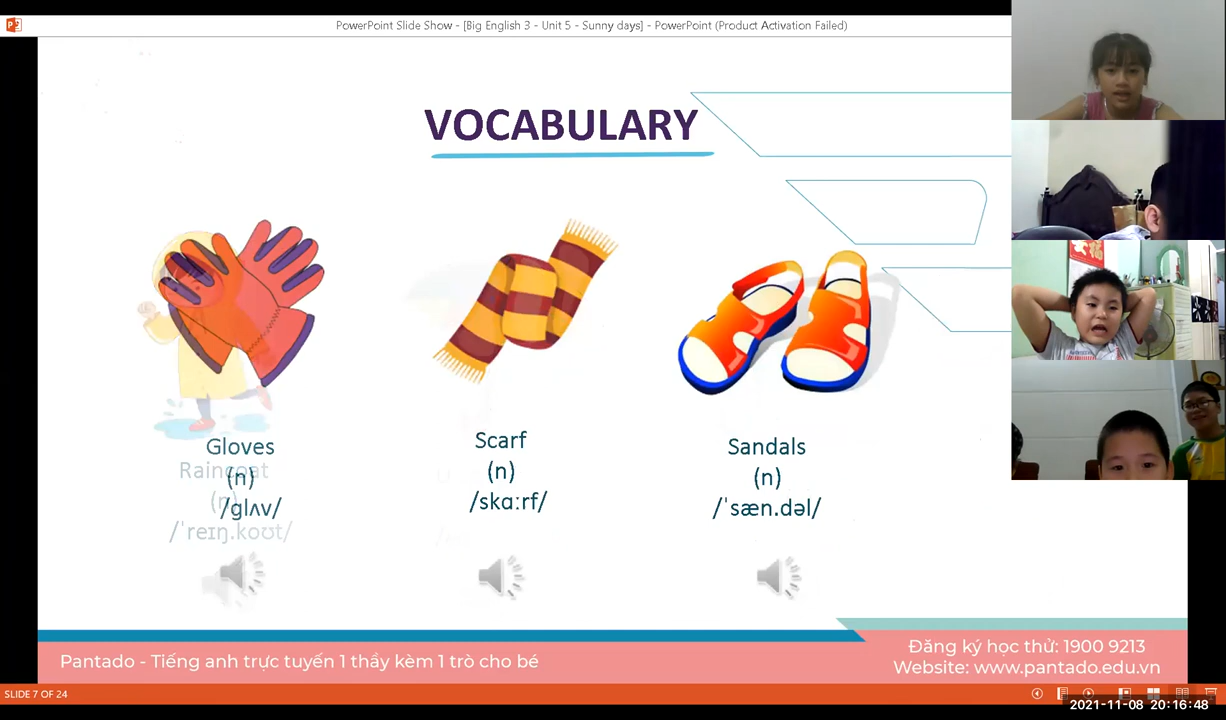 PowerPoint Slide Show - [Big English 3 - Unit 5 - Sunny days] - PowerPoint (Product Activation Failed)
VOCABULARY
Gloves
(n)
/glʌv/
Raincoat
(n)
/ˈreɪŋ.koʊt/
Scarf
(n)
/skɑːrf/
Sandals
(n)
/ˈsæn.dəl/
Pantado - Tiếng anh trực tuyến 1 thầy kèm 1 trò cho bé
Đăng ký học thử: 1900 9213
Website: www.pantado.edu.vn
SLIDE 7 OF 24
2021-11-08 20:16:48